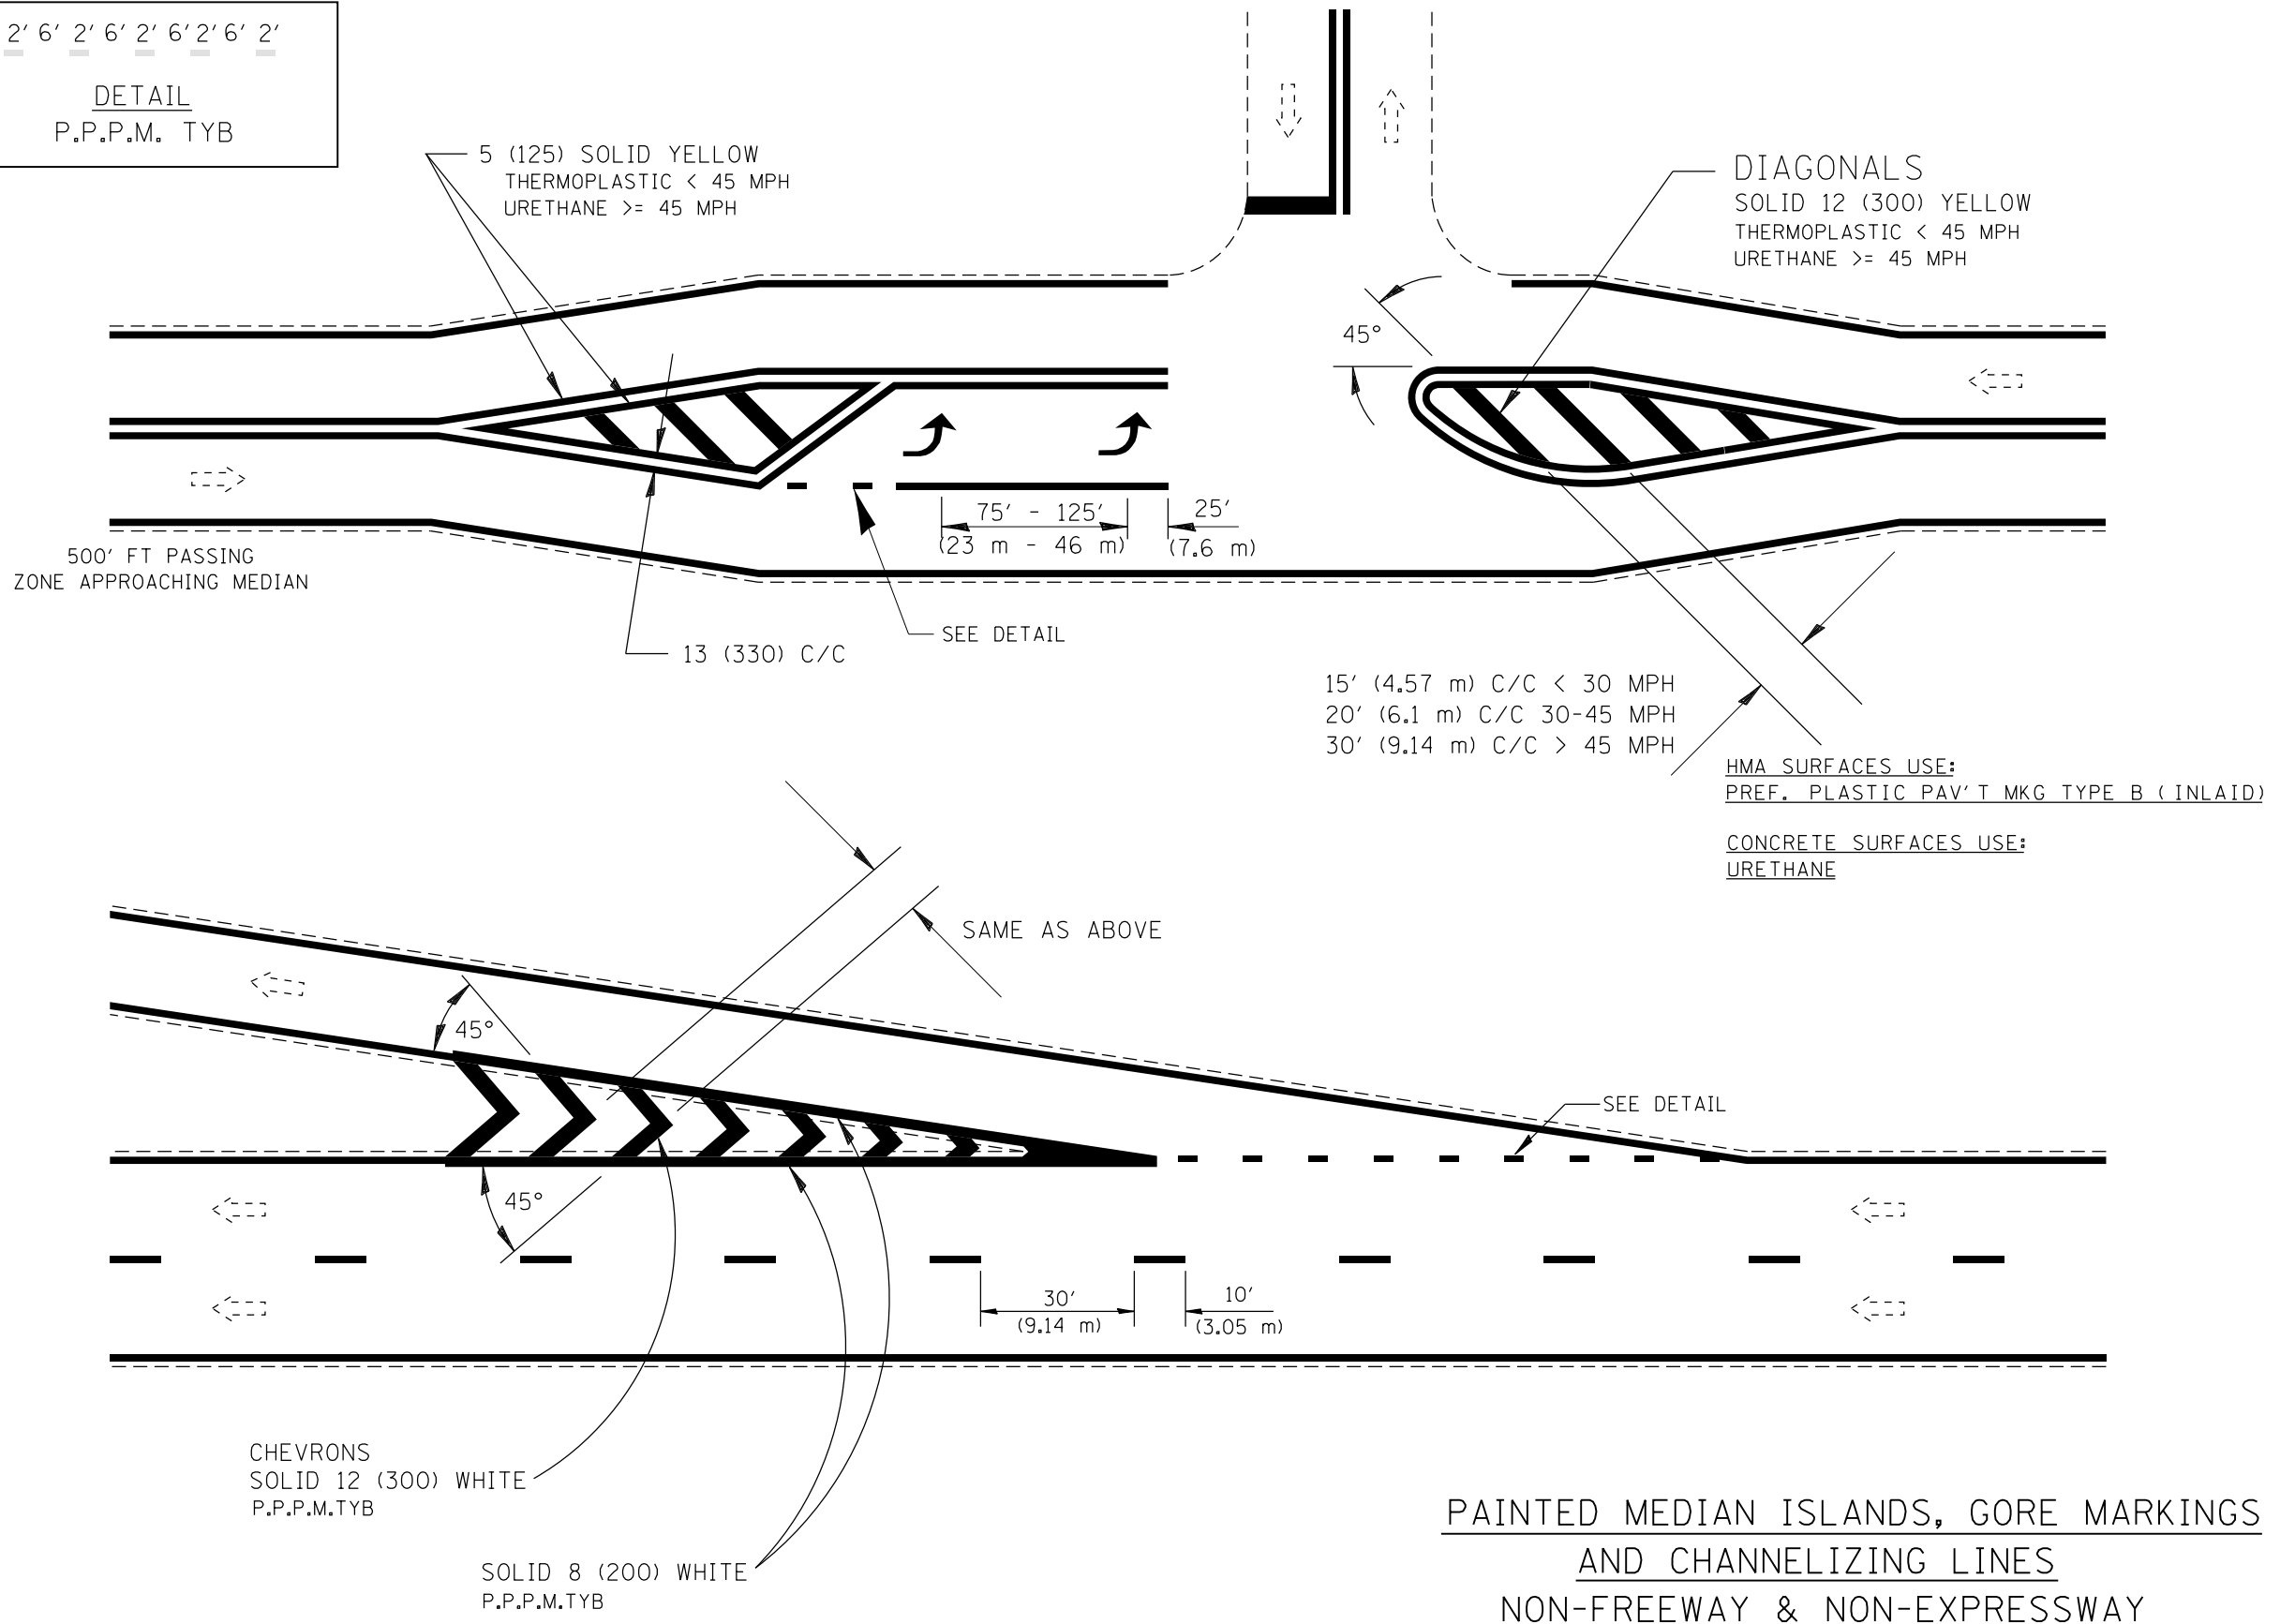 2' 6' 2' 6' 2' 6' 2' 6' 2'
DETAIL
P.P.P.M. TYB
5 (125) SOLID YELLOW
THERMOPLASTIC < 45 MPH
URETHANE >= 45 MPH
DIAGONALS
SOLID 12 (300) YELLOW
THERMOPLASTIC < 45 MPH
URETHANE >= 45 MPH
45°
75' - 125'
(23 m - 46 m)
25'
(7.6 m)
500' FT PASSING
ZONE APPROACHING MEDIAN
SEE DETAIL
13 (330) C/C
15' (4.57 m) C/C < 30 MPH
20' (6.1 m) C/C 30-45 MPH
30' (9.14 m) C/C > 45 MPH
HMA SURFACES USE:
PREF. PLASTIC PAV'T MKG TYPE B (INLAID)
CONCRETE SURFACES USE:
URETHANE
SAME AS ABOVE
45°
SEE DETAIL
45°
30'
(9.14 m)
10'
(3.05 m)
CHEVRONS
SOLID 12 (300) WHITE
P.P.P.M.TYB
SOLID 8 (200) WHITE
P.P.P.M.TYB
PAINTED MEDIAN ISLANDS, GORE MARKINGS
AND CHANNELIZING LINES
NON-FREEWAY & NON-EXPRESSWAY